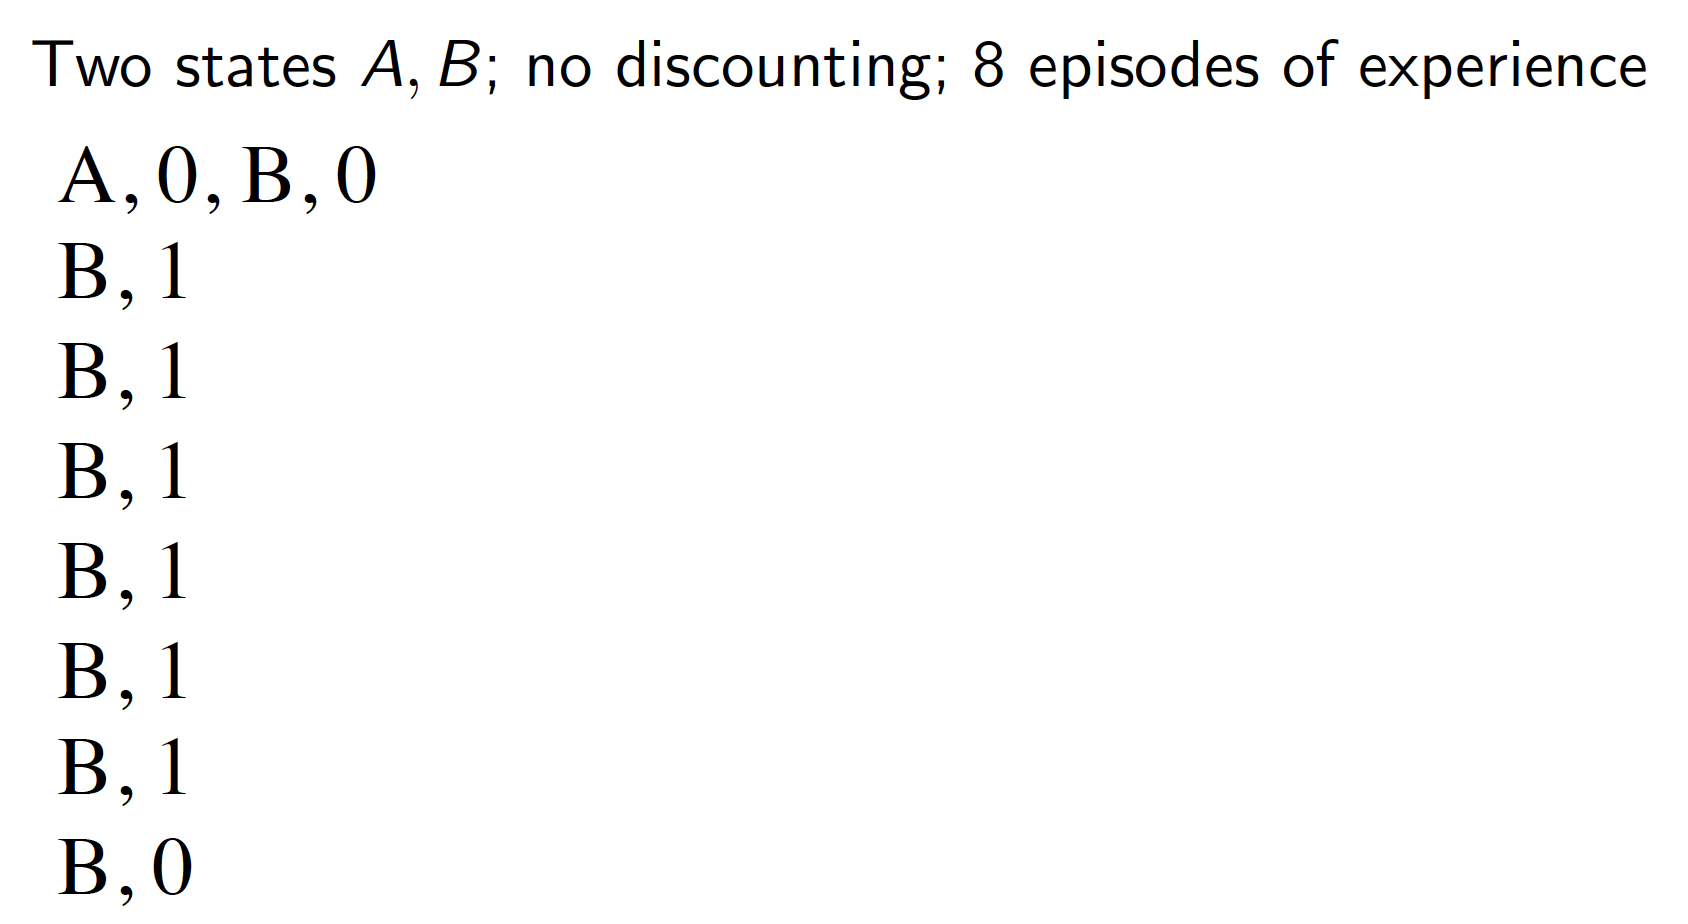 Two states A, B; no discounting; 8 episodes of experience
A, 0, B, 0
B, 1
B, 1
B, 1
B, 1
B, 1
B, 1
B, 0